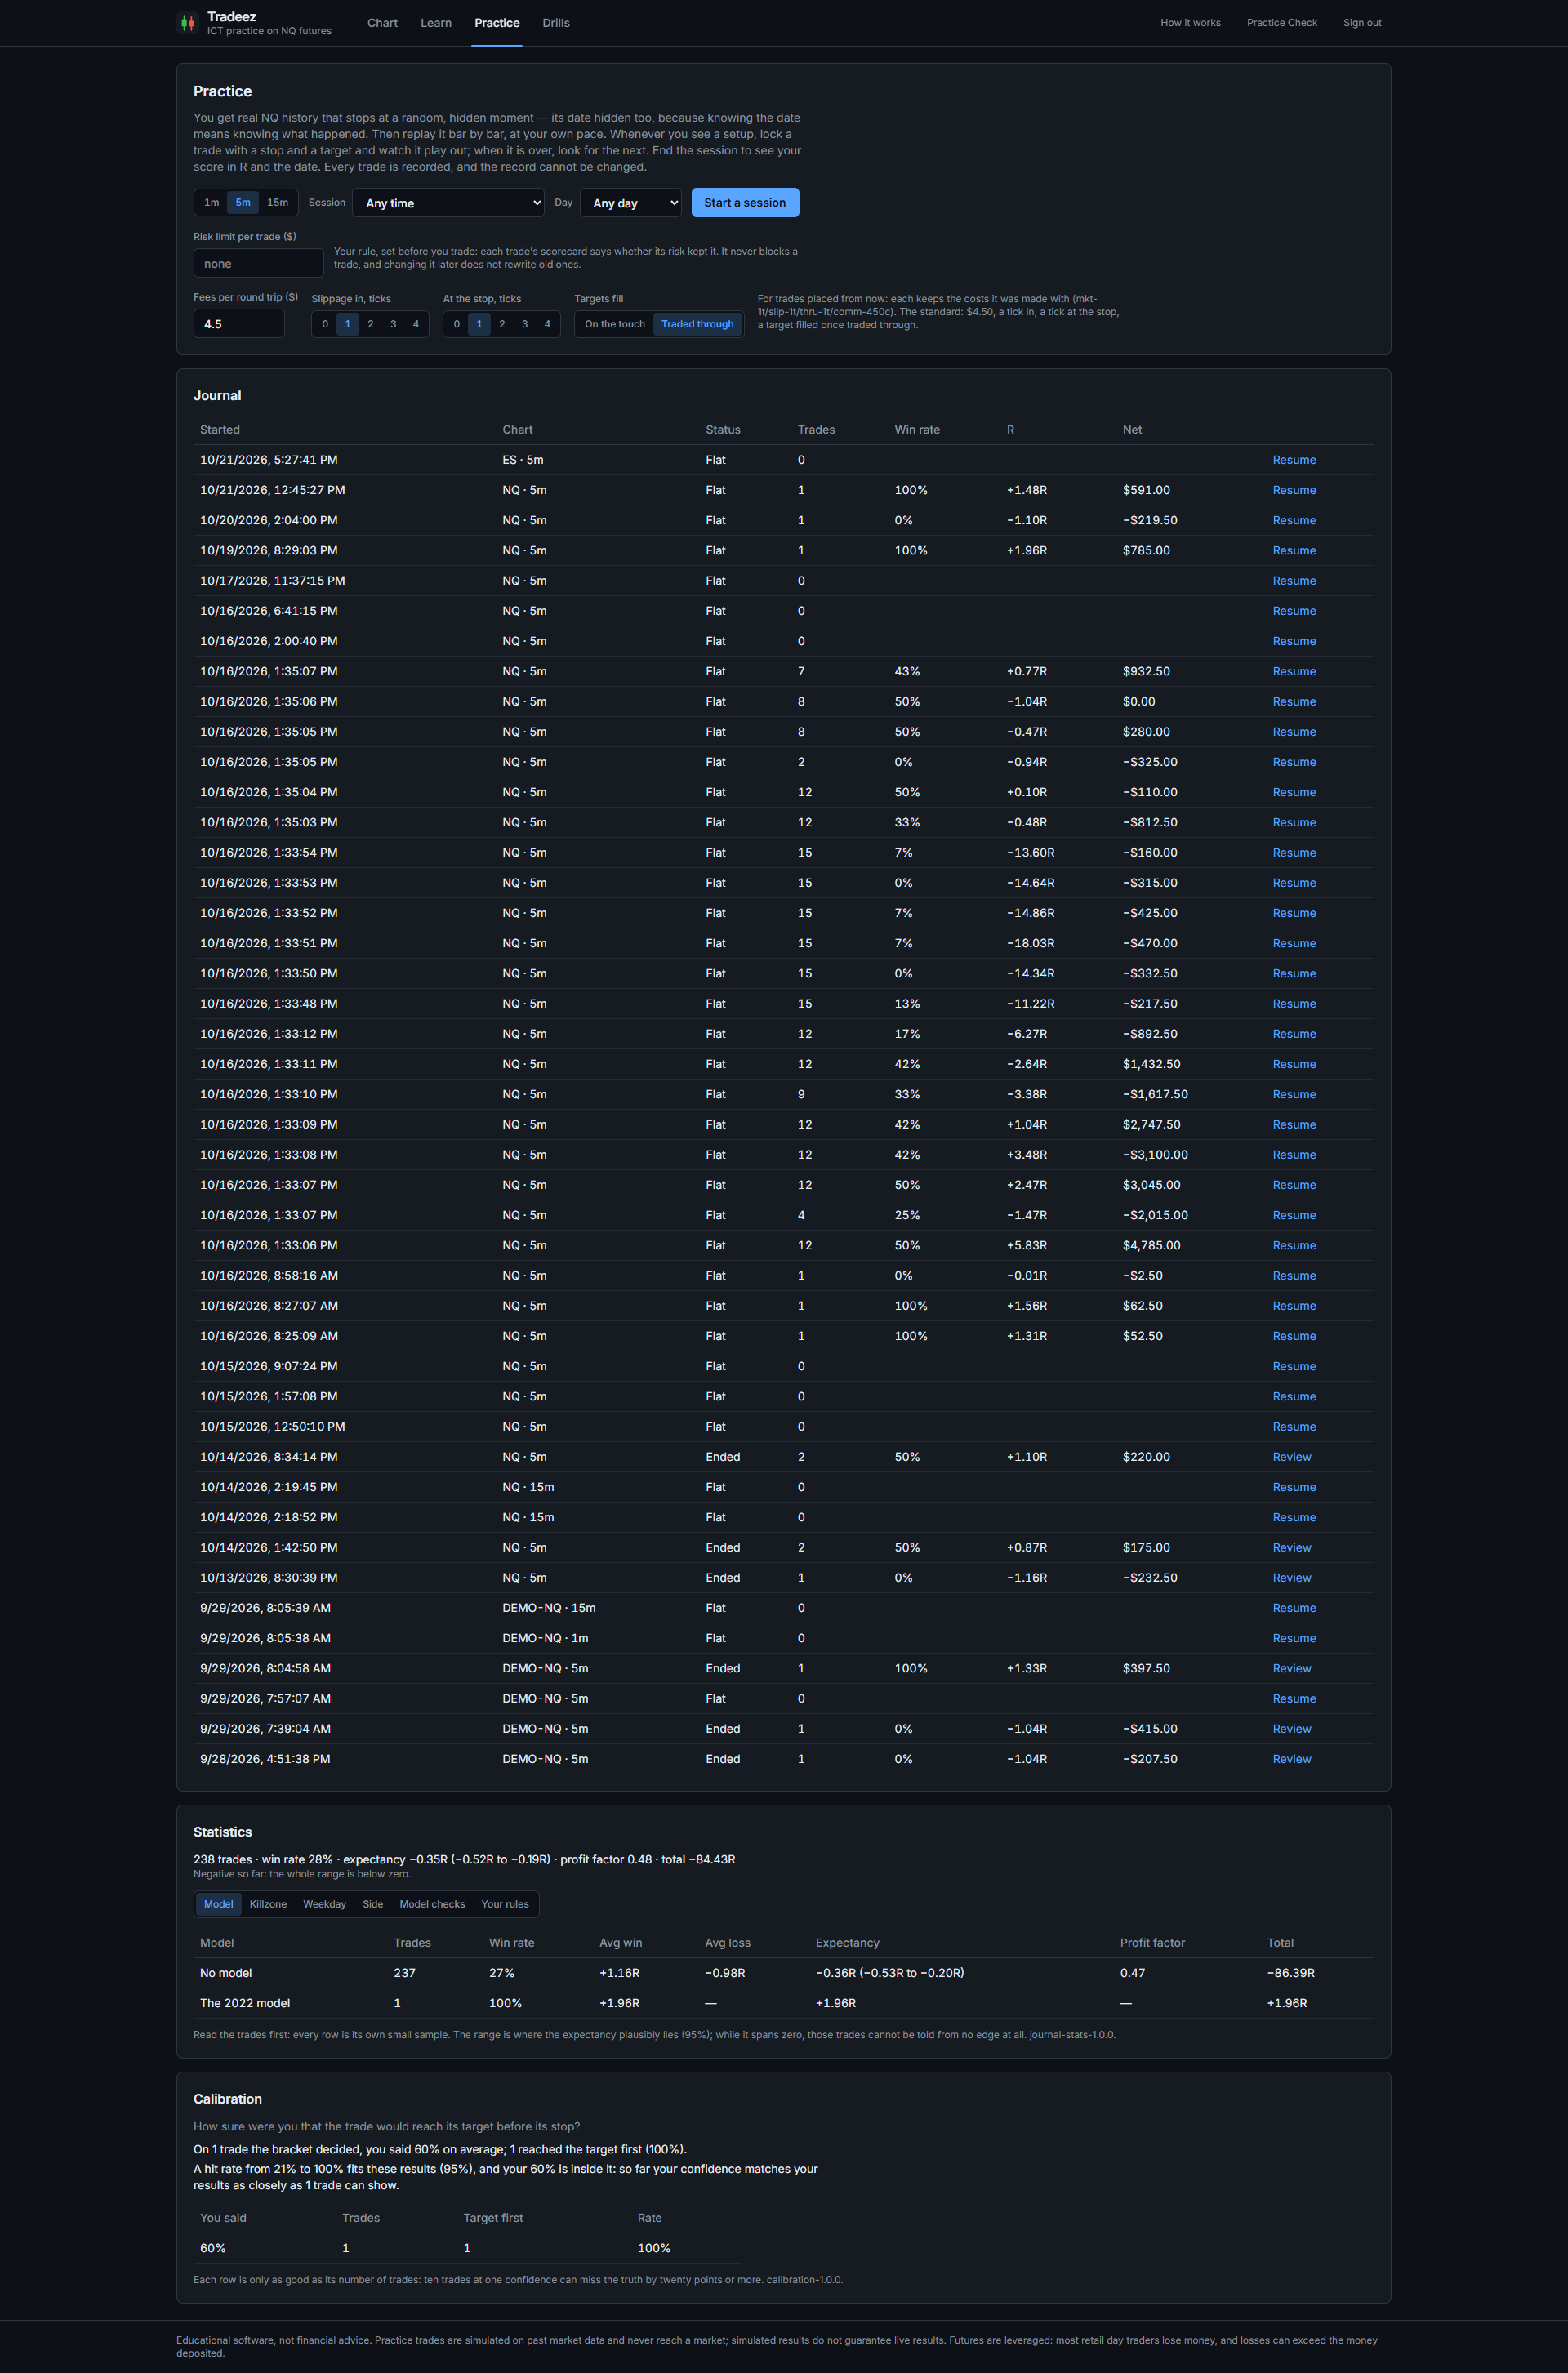 Tradeez
ICT practice on NQ futures
Chart Learn Practice Drills
How it works Practice Check Sign out
Practice
You get real NQ history that stops at a random, hidden moment — its date hidden too, because knowing the date
means knowing what happened. Then replay it bar by bar, at your own pace. Whenever you see a setup, lock a
trade with a stop and a target and watch it play out; when it is over, look for the next. End the session to see your
score in R and the date. Every trade is recorded, and the record cannot be changed.
1m 5m 15m Session Any time Day Any day Start a session
Risk limit per trade ($)
none
Your rule, set before you trade: each trade's scorecard says whether its risk kept it. It never blocks a
trade, and changing it later does not rewrite old ones.
Fees per round trip ($) Slippage in, ticks At the stop, ticks Targets fill
4.5 0 1 2 3 4 0 1 2 3 4 On the touch Traded through
For trades placed from now: each keeps the costs it was made with (mkt-
1t/slip-1t/thru-1t/comm-450c). The standard: $4.50, a tick in, a tick at the stop,
a target filled once traded through.
Journal
Started Chart Status Trades Win rate R Net
10/21/2026, 5:27:41 PM ES · 5m Flat 0 Resume
10/21/2026, 12:45:27 PM NQ · 5m Flat 1 100% +1.48R $591.00 Resume
10/20/2026, 2:04:00 PM NQ · 5m Flat 1 0% −1.10R −$219.50 Resume
10/19/2026, 8:29:03 PM NQ · 5m Flat 1 100% +1.96R $785.00 Resume
10/17/2026, 11:37:15 PM NQ · 5m Flat 0 Resume
10/16/2026, 6:41:15 PM NQ · 5m Flat 0 Resume
10/16/2026, 2:00:40 PM NQ · 5m Flat 0 Resume
10/16/2026, 1:35:07 PM NQ · 5m Flat 7 43% +0.77R $932.50 Resume
10/16/2026, 1:35:06 PM NQ · 5m Flat 8 50% −1.04R $0.00 Resume
10/16/2026, 1:35:05 PM NQ · 5m Flat 8 50% −0.47R $280.00 Resume
10/16/2026, 1:35:05 PM NQ · 5m Flat 2 0% −0.94R −$325.00 Resume
10/16/2026, 1:35:04 PM NQ · 5m Flat 12 50% +0.10R −$110.00 Resume
10/16/2026, 1:35:03 PM NQ · 5m Flat 12 33% −0.48R −$812.50 Resume
10/16/2026, 1:33:54 PM NQ · 5m Flat 15 7% −13.60R −$160.00 Resume
10/16/2026, 1:33:53 PM NQ · 5m Flat 15 0% −14.64R −$315.00 Resume
10/16/2026, 1:33:52 PM NQ · 5m Flat 15 7% −14.86R −$425.00 Resume
10/16/2026, 1:33:51 PM NQ · 5m Flat 15 7% −18.03R −$470.00 Resume
10/16/2026, 1:33:50 PM NQ · 5m Flat 15 0% −14.34R −$332.50 Resume
10/16/2026, 1:33:48 PM NQ · 5m Flat 15 13% −11.22R −$217.50 Resume
10/16/2026, 1:33:12 PM NQ · 5m Flat 12 17% −6.27R −$892.50 Resume
10/16/2026, 1:33:11 PM NQ · 5m Flat 12 42% −2.64R $1,432.50 Resume
10/16/2026, 1:33:10 PM NQ · 5m Flat 9 33% −3.38R −$1,617.50 Resume
10/16/2026, 1:33:09 PM NQ · 5m Flat 12 42% +1.04R $2,747.50 Resume
10/16/2026, 1:33:08 PM NQ · 5m Flat 12 42% +3.48R −$3,100.00 Resume
10/16/2026, 1:33:07 PM NQ · 5m Flat 12 50% +2.47R $3,045.00 Resume
10/16/2026, 1:33:07 PM NQ · 5m Flat 4 25% −1.47R −$2,015.00 Resume
10/16/2026, 1:33:06 PM NQ · 5m Flat 12 50% +5.83R $4,785.00 Resume
10/16/2026, 8:58:16 AM NQ · 5m Flat 1 0% −0.01R −$2.50 Resume
10/16/2026, 8:27:07 AM NQ · 5m Flat 1 100% +1.56R $62.50 Resume
10/16/2026, 8:25:09 AM NQ · 5m Flat 1 100% +1.31R $52.50 Resume
10/15/2026, 9:07:24 PM NQ · 5m Flat 0 Resume
10/15/2026, 1:57:08 PM NQ · 5m Flat 0 Resume
10/15/2026, 12:50:10 PM NQ · 5m Flat 0 Resume
10/14/2026, 8:34:14 PM NQ · 5m Ended 2 50% +1.10R $220.00 Review
10/14/2026, 2:19:45 PM NQ · 15m Flat 0 Resume
10/14/2026, 2:18:52 PM NQ · 15m Flat 0 Resume
10/14/2026, 1:42:50 PM NQ · 5m Ended 2 50% +0.87R $175.00 Review
10/13/2026, 8:30:39 PM NQ · 5m Ended 1 0% −1.16R −$232.50 Review
9/29/2026, 8:05:39 AM DEMO-NQ · 15m Flat 0 Resume
9/29/2026, 8:05:38 AM DEMO-NQ · 1m Flat 0 Resume
9/29/2026, 8:04:58 AM DEMO-NQ · 5m Ended 1 100% +1.33R $397.50 Review
9/29/2026, 7:57:07 AM DEMO-NQ · 5m Flat 0 Resume
9/29/2026, 7:39:04 AM DEMO-NQ · 5m Ended 1 0% −1.04R −$415.00 Review
9/28/2026, 4:51:38 PM DEMO-NQ · 5m Ended 1 0% −1.04R −$207.50 Review
Statistics
238 trades · win rate 28% · expectancy −0.35R (−0.52R to −0.19R) · profit factor 0.48 · total −84.43R
Negative so far: the whole range is below zero.
Model Killzone Weekday Side Model checks Your rules
Model Trades Win rate Avg win Avg loss Expectancy Profit factor Total
No model 237 27% +1.16R −0.98R −0.36R (−0.53R to −0.20R) 0.47 −86.39R
The 2022 model 1 100% +1.96R — +1.96R — +1.96R
Read the trades first: every row is its own small sample. The range is where the expectancy plausibly lies (95%); while it spans zero, those trades cannot be told from no edge at all. journal-stats-1.0.0.
Calibration
How sure were you that the trade would reach its target before its stop?
On 1 trade the bracket decided, you said 60% on average; 1 reached the target first (100%).
A hit rate from 21% to 100% fits these results (95%), and your 60% is inside it: so far your confidence matches your
results as closely as 1 trade can show.
You said Trades Target first Rate
60% 1 1 100%
Each row is only as good as its number of trades: ten trades at one confidence can miss the truth by twenty points or more. calibration-1.0.0.
Educational software, not financial advice. Practice trades are simulated on past market data and never reach a market; simulated results do not guarantee live results. Futures are leveraged: most retail day traders lose money, and losses can exceed the money
deposited.